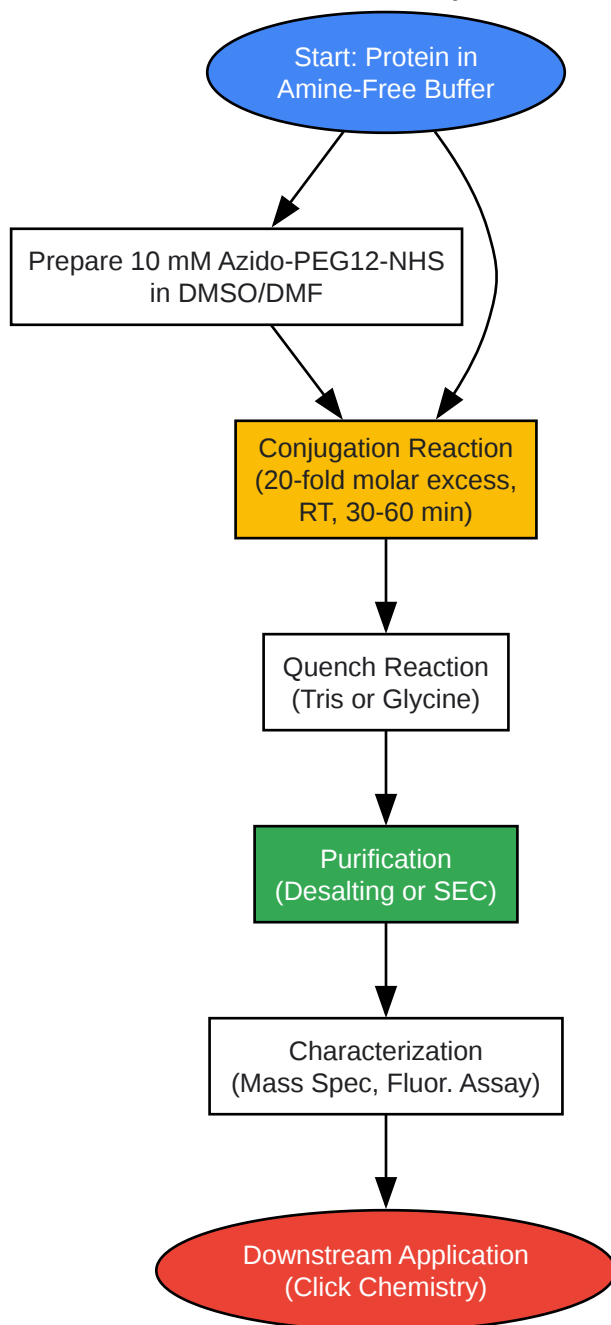 Start: Protein in
Amine-Free Buffer
Prepare 10 mM Azido-PEG12-NHS
in DMSO/DMF
Conjugation Reaction
(20-fold molar excess,
RT, 30-60 min)
Quench Reaction
(Tris or Glycine)
Purification
(Desalting or SEC)
Characterization
(Mass Spec, Fluor. Assay)
Downstream Application
(Click Chemistry)